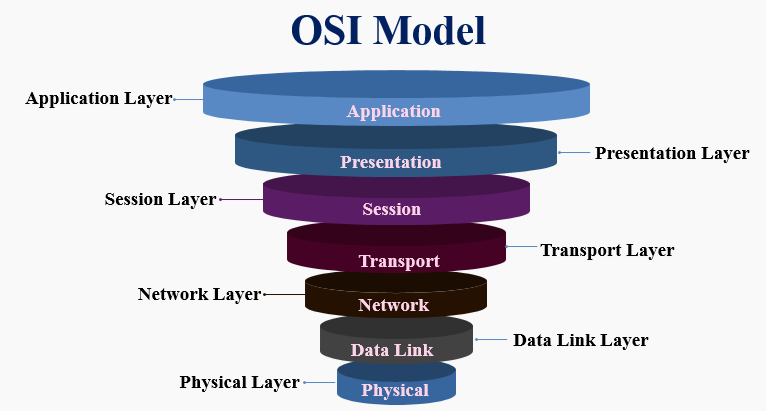 OSI Model
Application Layer
Application
Presentation
Presentation Layer
Session Layer
Session
Transport
Transport Layer
Network Layer
Network
Data Link
Data Link Layer
Physical Layer
Physical